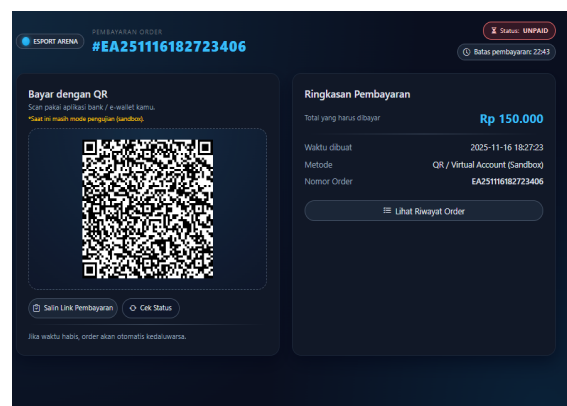 ESPORT ARENA
PEMBAYARAN ORDER
#EA251116182723406
Status: UNPAID
Batas pembayaran: 22:43
Bayar dengan QR
Scan pakai aplikasi bank / e-wallet kamu.
*Saat ini masih mode pengujian (sandbox).
Salin Link Pembayaran
Cek Status
Jika waktu habis, order akan otomatis kedaluwarsa.
Ringkasan Pembayaran
Total yang harus dibayar Rp 150.000
Waktu dibuat 2025-11-16 18:27:23
Metode QR / Virtual Account (Sandbox)
Nomor Order EA251116182723406
Lihat Riwayat Order